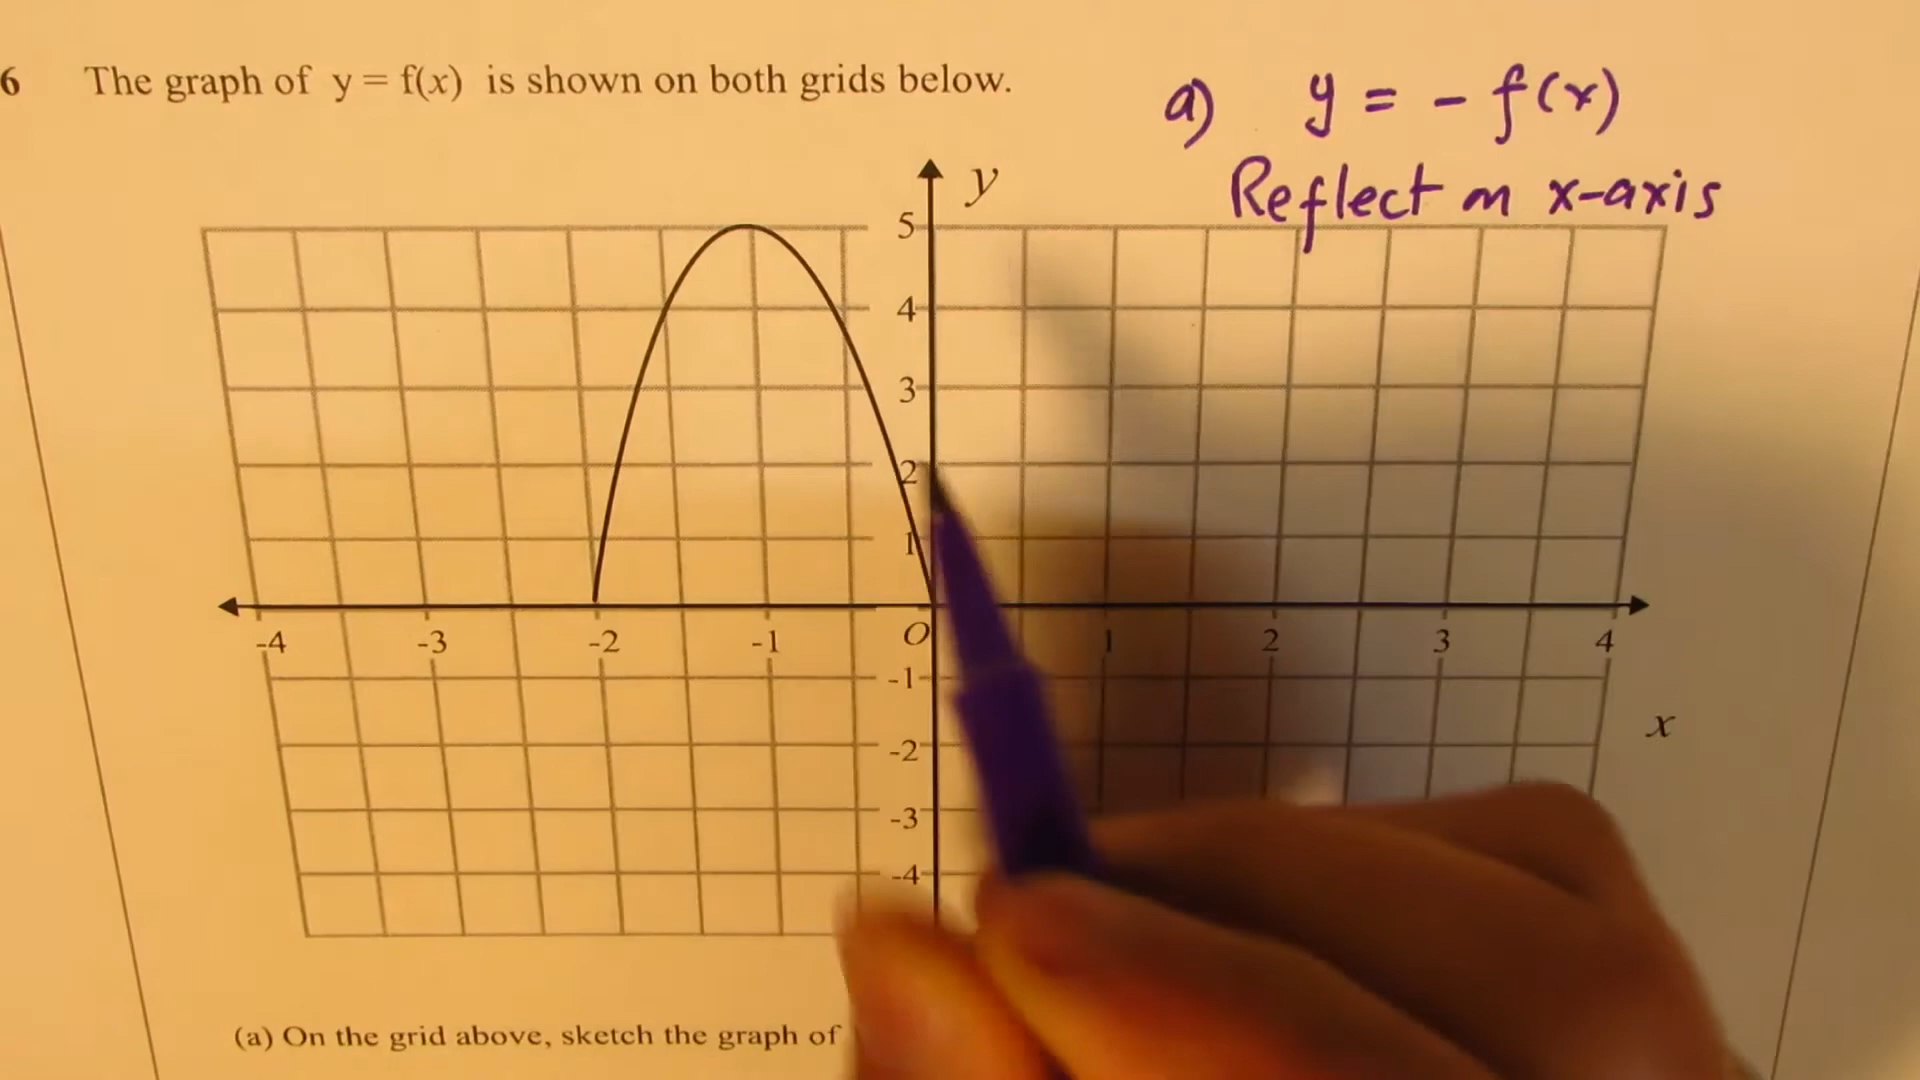 6 The graph of y = f(x) is shown on both grids below.
a) y = - f(x)
Reflect in x-axis
y
5
4
3
2
1
-4 -3 -2 -1 O 1 2 3 4
-1
x
-2
-3
-4
(a) On the grid above, sketch the graph of